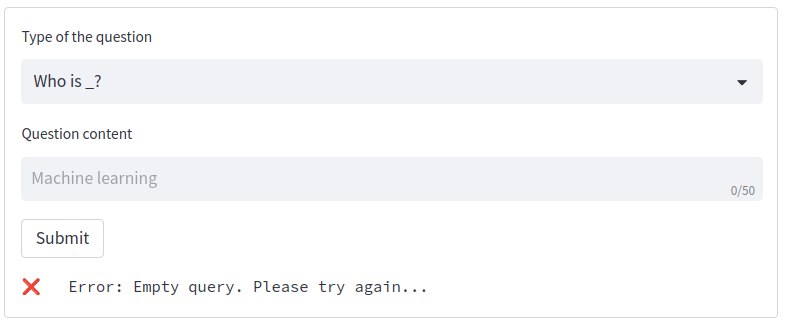 Type of the question
Who is _?
Question content
Machine learning
0/50
Submit
Error: Empty query. Please try again...